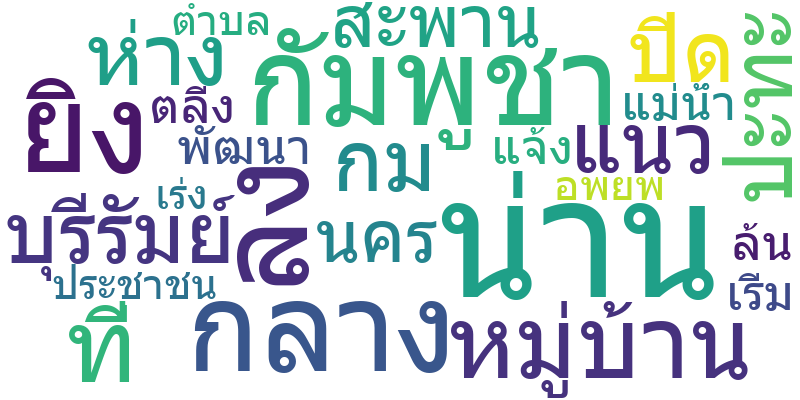 ตำบล
สะพาน
ห่าง
กัมพูชา
ปิด
ปะทะ
ยิง
ตลิ่ง
แม่น้ำ
พัฒนา
กม
แจ้ง
แนว
เร่ง
อพยพ
บุรีรัมย์
นคร
น่าน
ล้น
ประชาชน
เริ่ม
ที่
กลาง
หมู่บ้าน